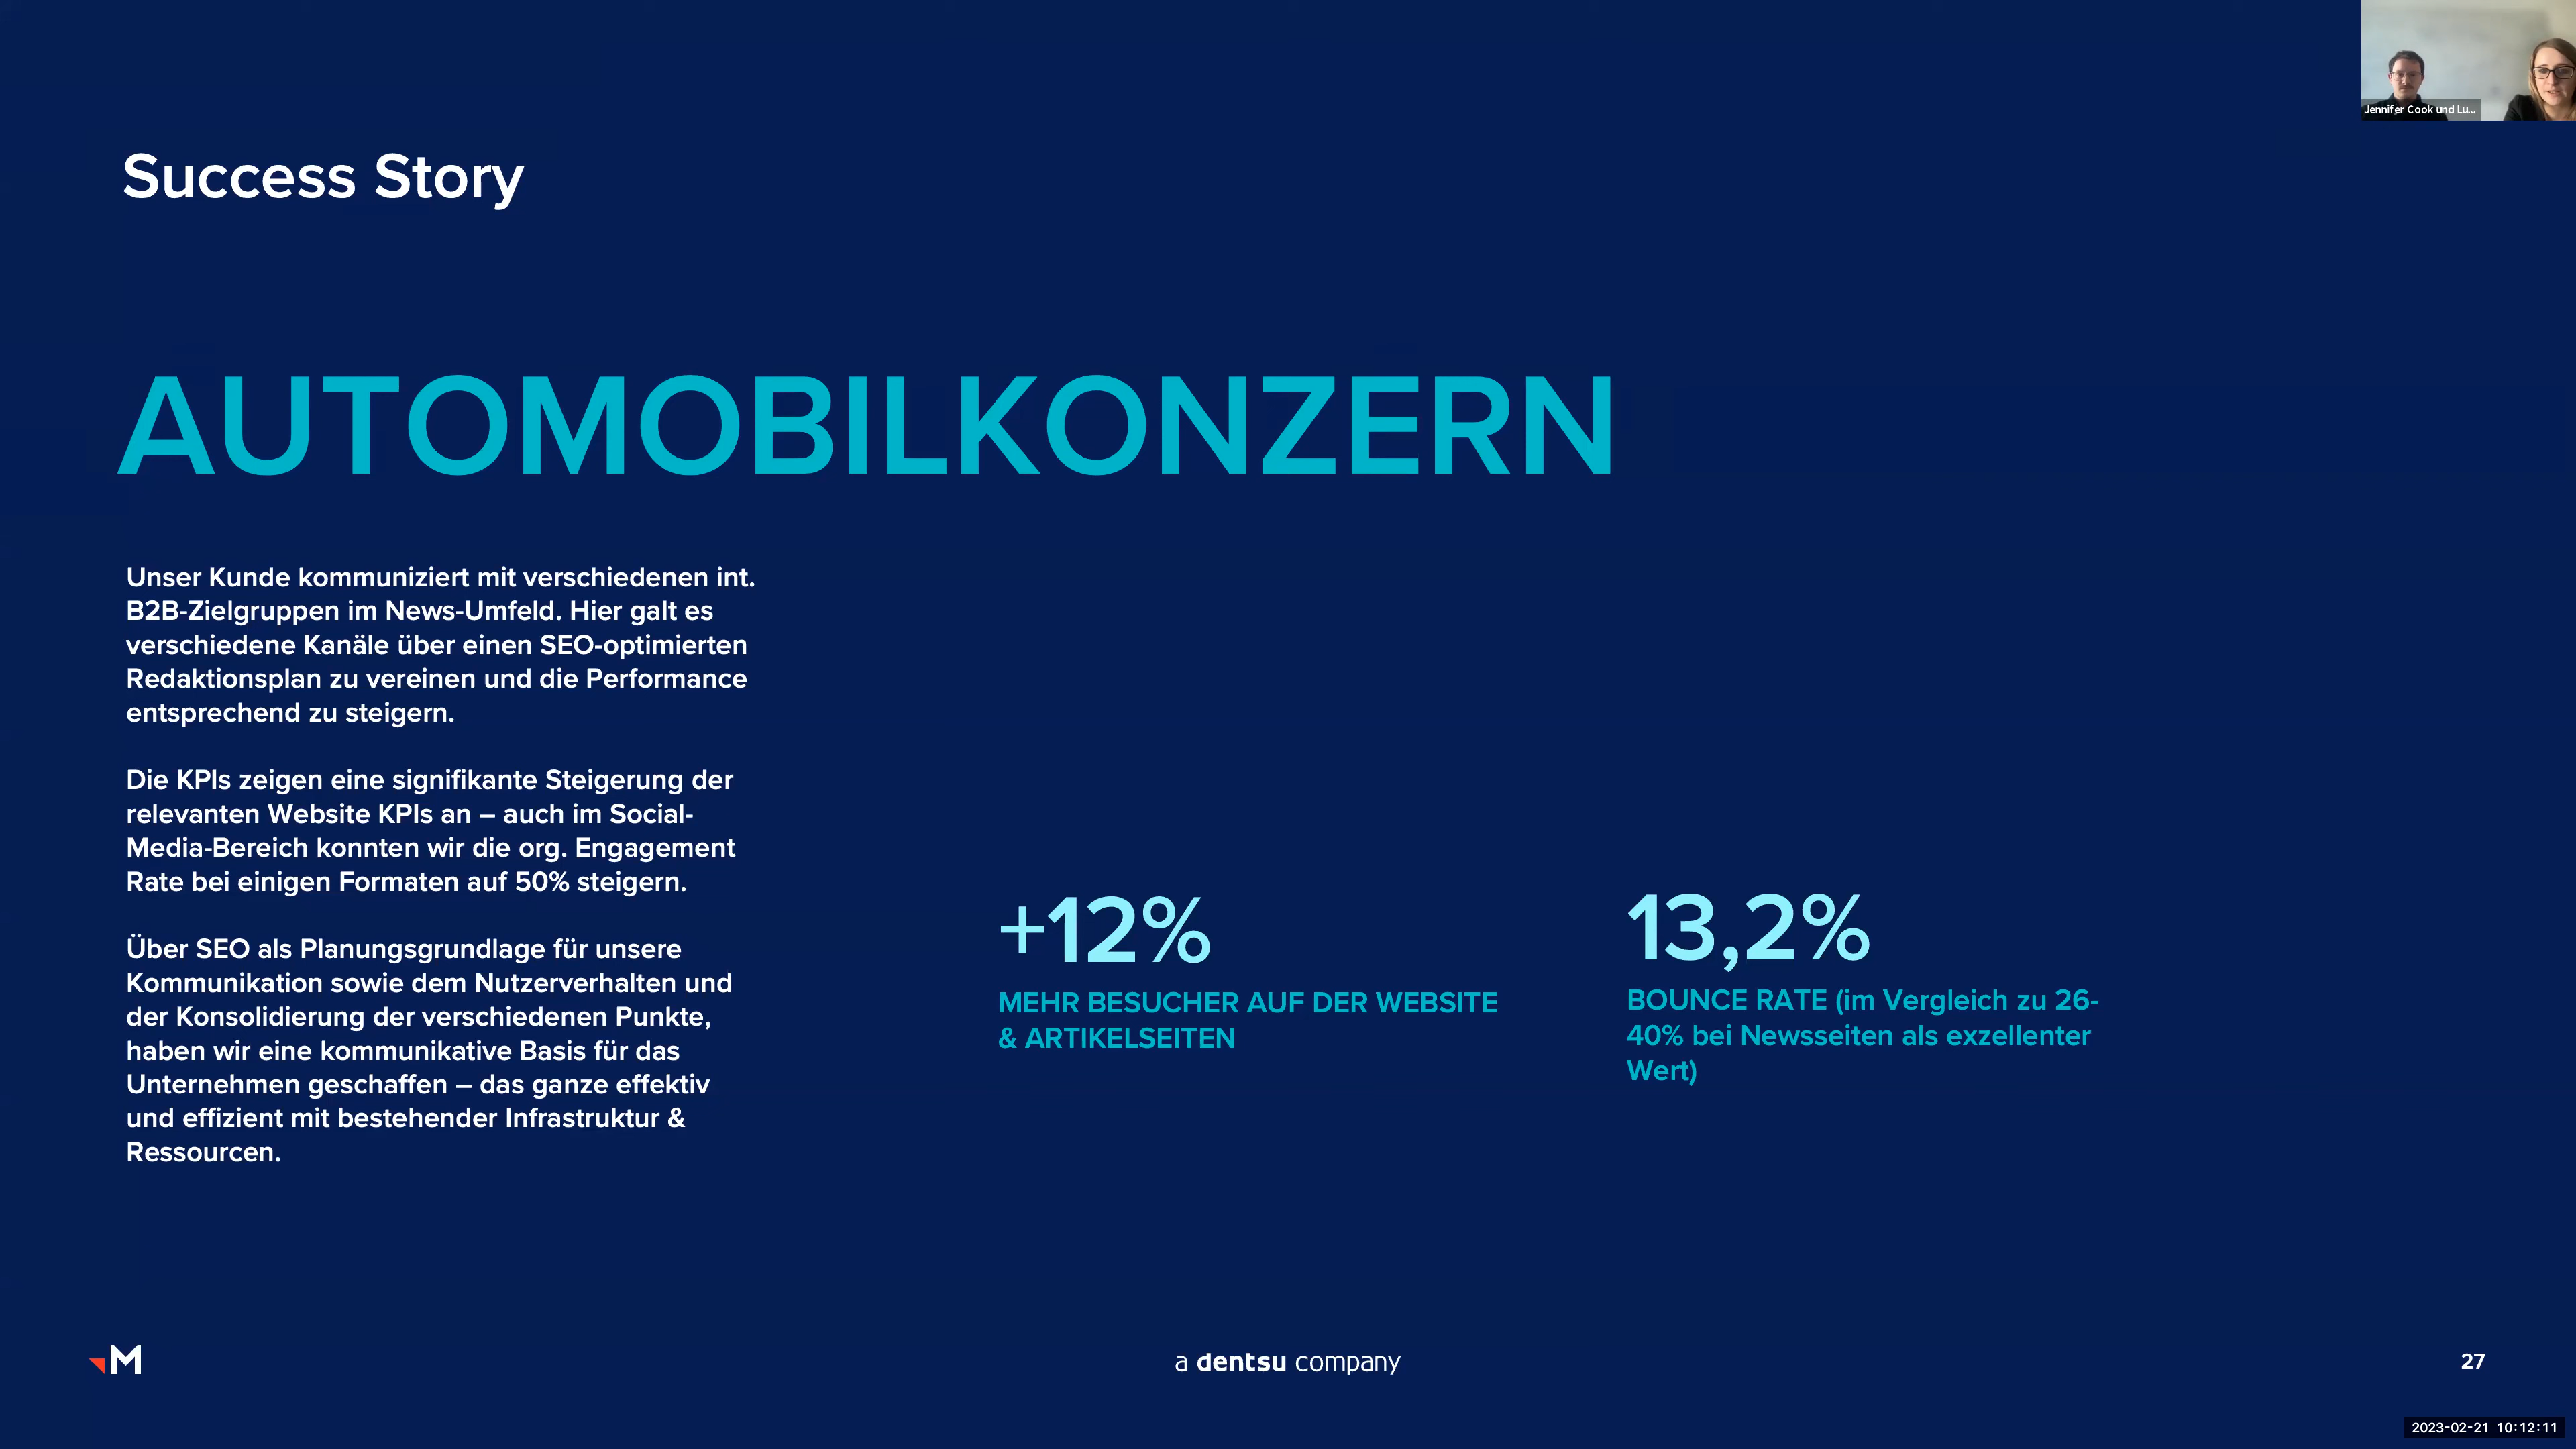 Jennifer Cook und Lu...
Success Story
AUTOMOBILKONZERN
Unser Kunde kommuniziert mit verschiedenen int.
B2B-Zielgruppen im News-Umfeld. Hier galt es
verschiedene Kanäle über einen SEO-optimierten
Redaktionsplan zu vereinen und die Performance
entsprechend zu steigern.
Die KPIs zeigen eine signifikante Steigerung der
relevanten Website KPIs an – auch im Social-
Media-Bereich konnten wir die org. Engagement
Rate bei einigen Formaten auf 50% steigern.
Über SEO als Planungsgrundlage für unsere
Kommunikation sowie dem Nutzerverhalten und
der Konsolidierung der verschiedenen Punkte,
haben wir eine kommunikative Basis für das
Unternehmen geschaffen – das ganze effektiv
und effizient mit bestehender Infrastruktur &
Ressourcen.
+12%
MEHR BESUCHER AUF DER WEBSITE
& ARTIKELSEITEN
13,2%
BOUNCE RATE (im Vergleich zu 26-
40% bei Newsseiten als exzellenter
Wert)
M
a dentsu company
27
2023-02-21 10:12:11